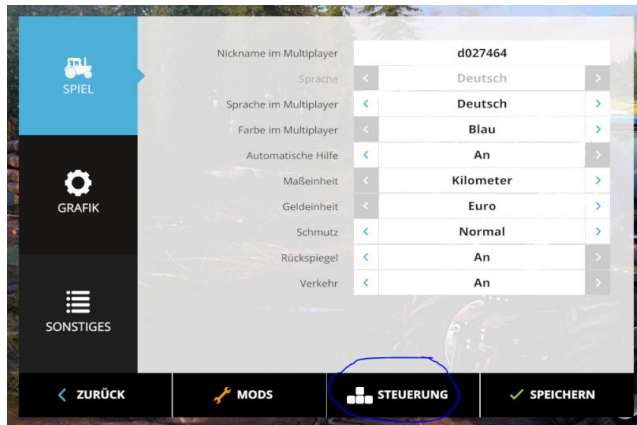 SPIEL
GRAFIK
SONSTIGES
Nickname im Multiplayer d027464
Sprache < Deutsch >
Sprache im Multiplayer < Deutsch >
Farbe im Multiplayer < Blau >
Automatische Hilfe < An >
Maßeinheit < Kilometer >
Geldeinheit < Euro >
Schmutz < Normal >
Rückspiegel < An >
Verkehr < An >
< ZURÜCK MODS STEUERUNG SPEICHERN